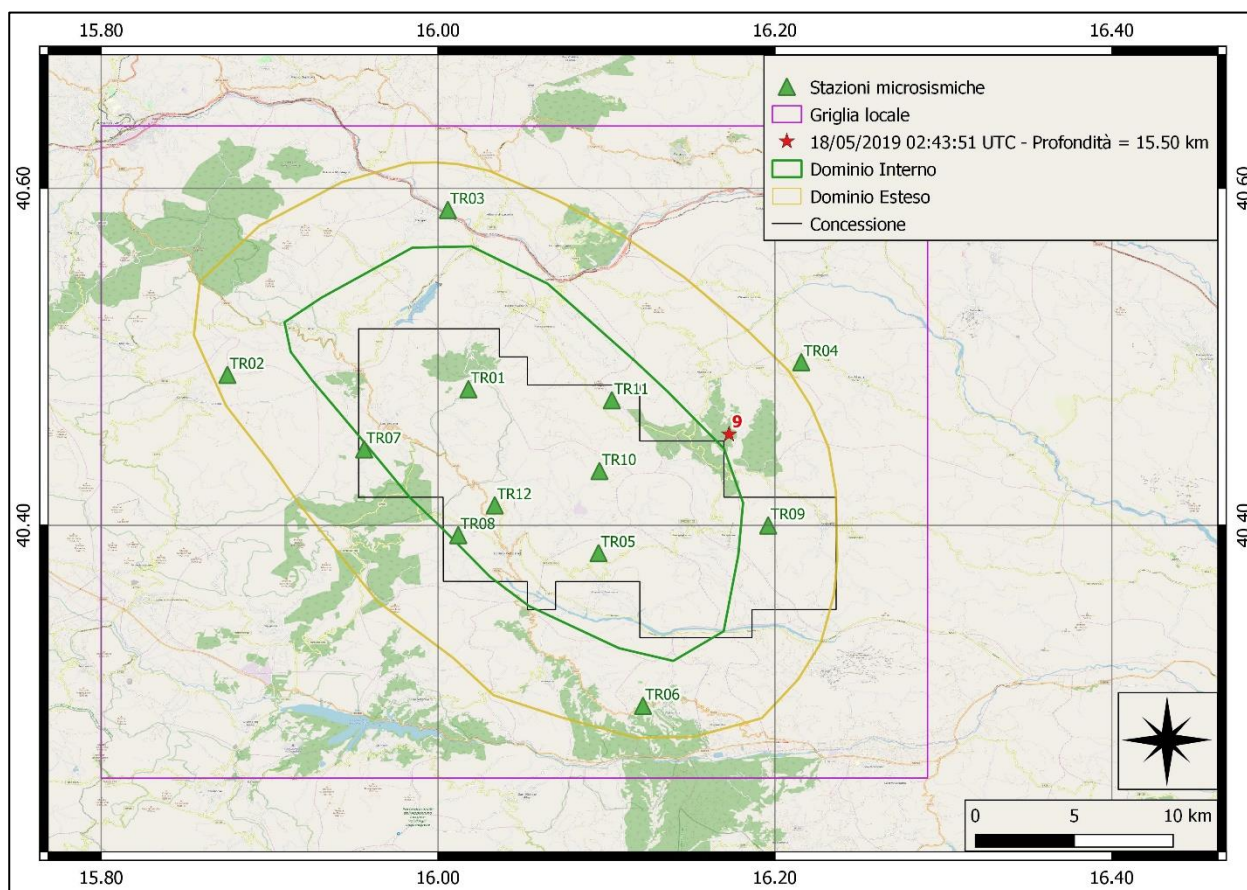 15.80 16.00 16.20 16.40
Stazioni microsismiche
Griglia locale
18/05/2019 02:43:51 UTC - Profondità = 15.50 km
Dominio Interno
Dominio Esteso
Concessione
40.60 40.60
TR03
TR04
TR02
TR01
TR11
9
TR07
TR10
TR12
40.40 40.40
TR09
TR08
TR05
TR06
0 5 10 km
15.80 16.00 16.20 16.40